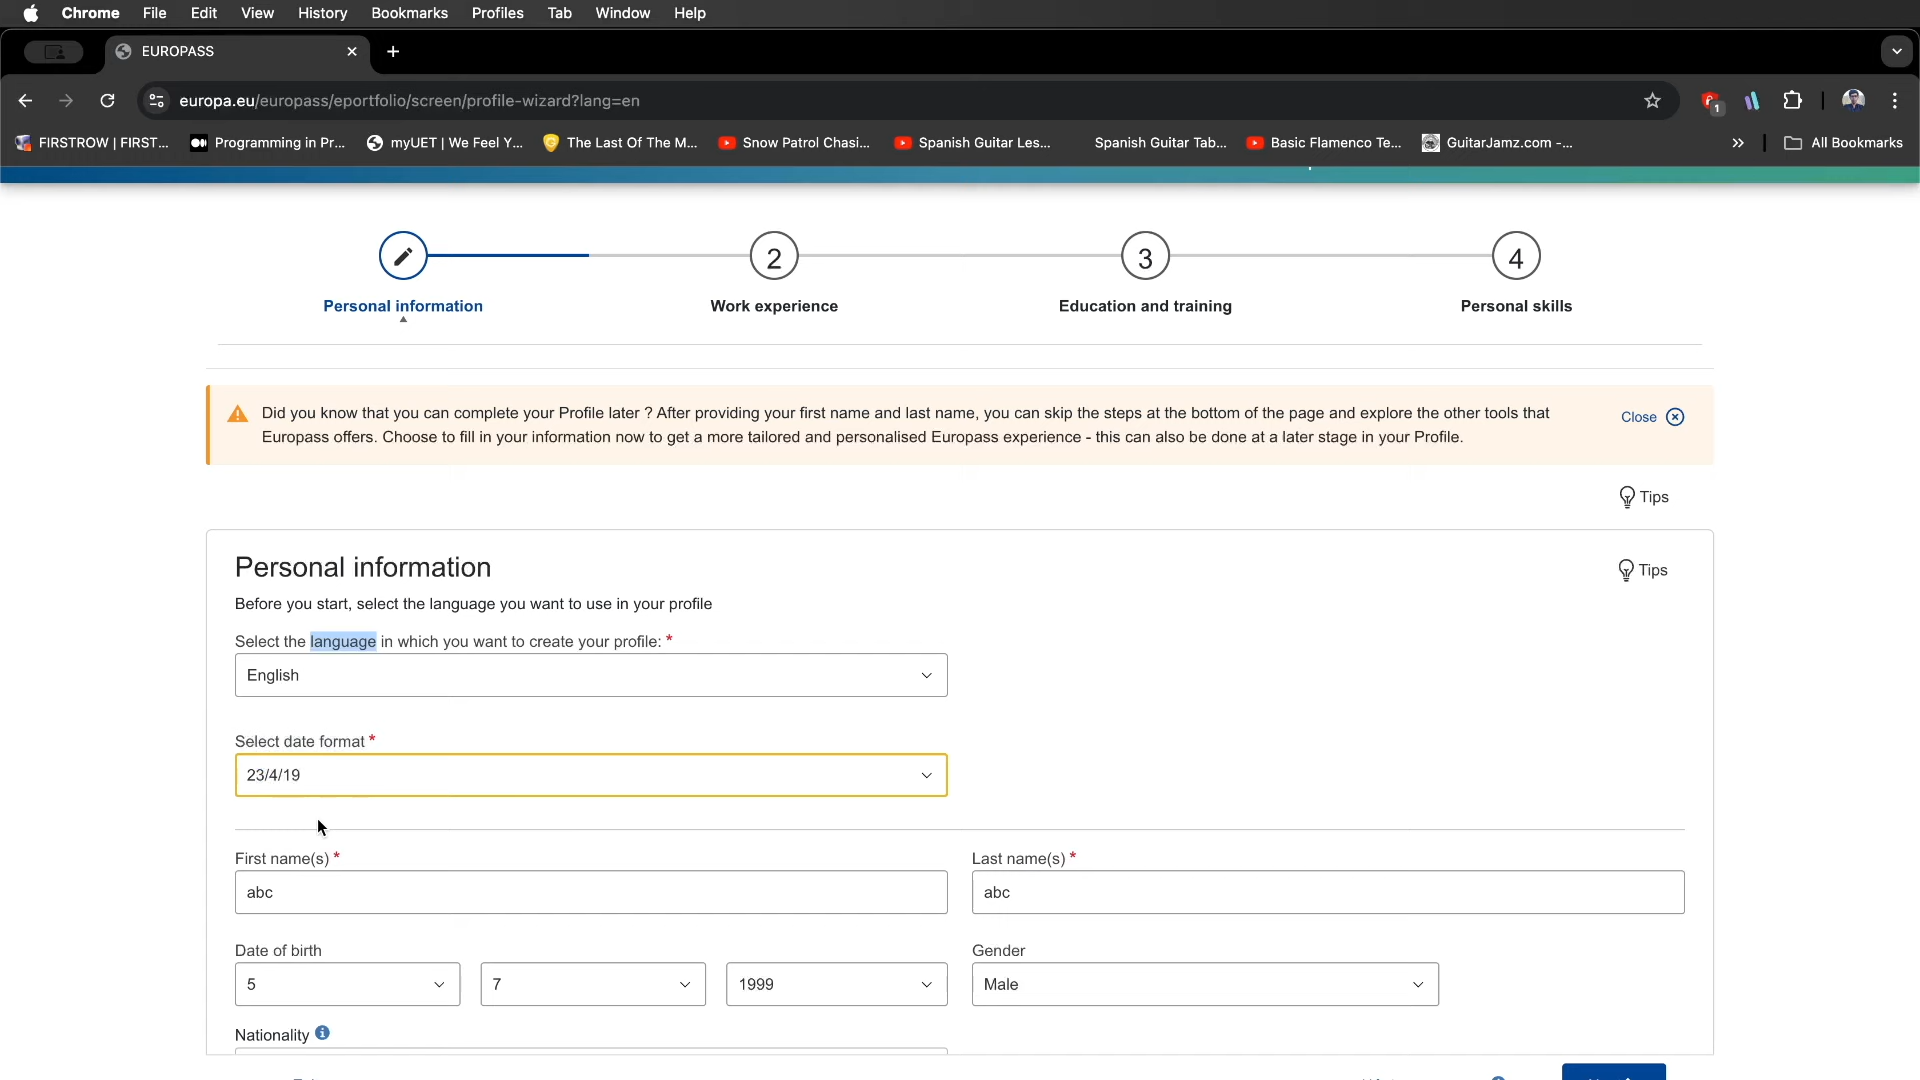 Chrome File Edit View History Bookmarks Profiles Tab Window Help
EUROPASS
europa.eu/europass/eportfolio/screen/profile-wizard?lang=en
1
FIRSTROW | FIRST... Programming in Pr... myUET | We Feel Y... The Last Of The M... Snow Patrol Chasi... Spanish Guitar Les... Spanish Guitar Tab... Basic Flamenco Te... GuitarJamz.com -... » All Bookmarks
2 3 4
Personal information Work experience Education and training Personal skills
Did you know that you can complete your Profile later ? After providing your first name and last name, you can skip the steps at the bottom of the page and explore the other tools that
Europass offers. Choose to fill in your information now to get a more tailored and personalised Europass experience - this can also be done at a later stage in your Profile.
Close
Tips
Personal information
Tips
Before you start, select the language you want to use in your profile
Select the language in which you want to create your profile: *
English
Select date format *
23/4/19
First name(s) * Last name(s) *
abc abc
Date of birth Gender
5 7 1999 Male
Nationality